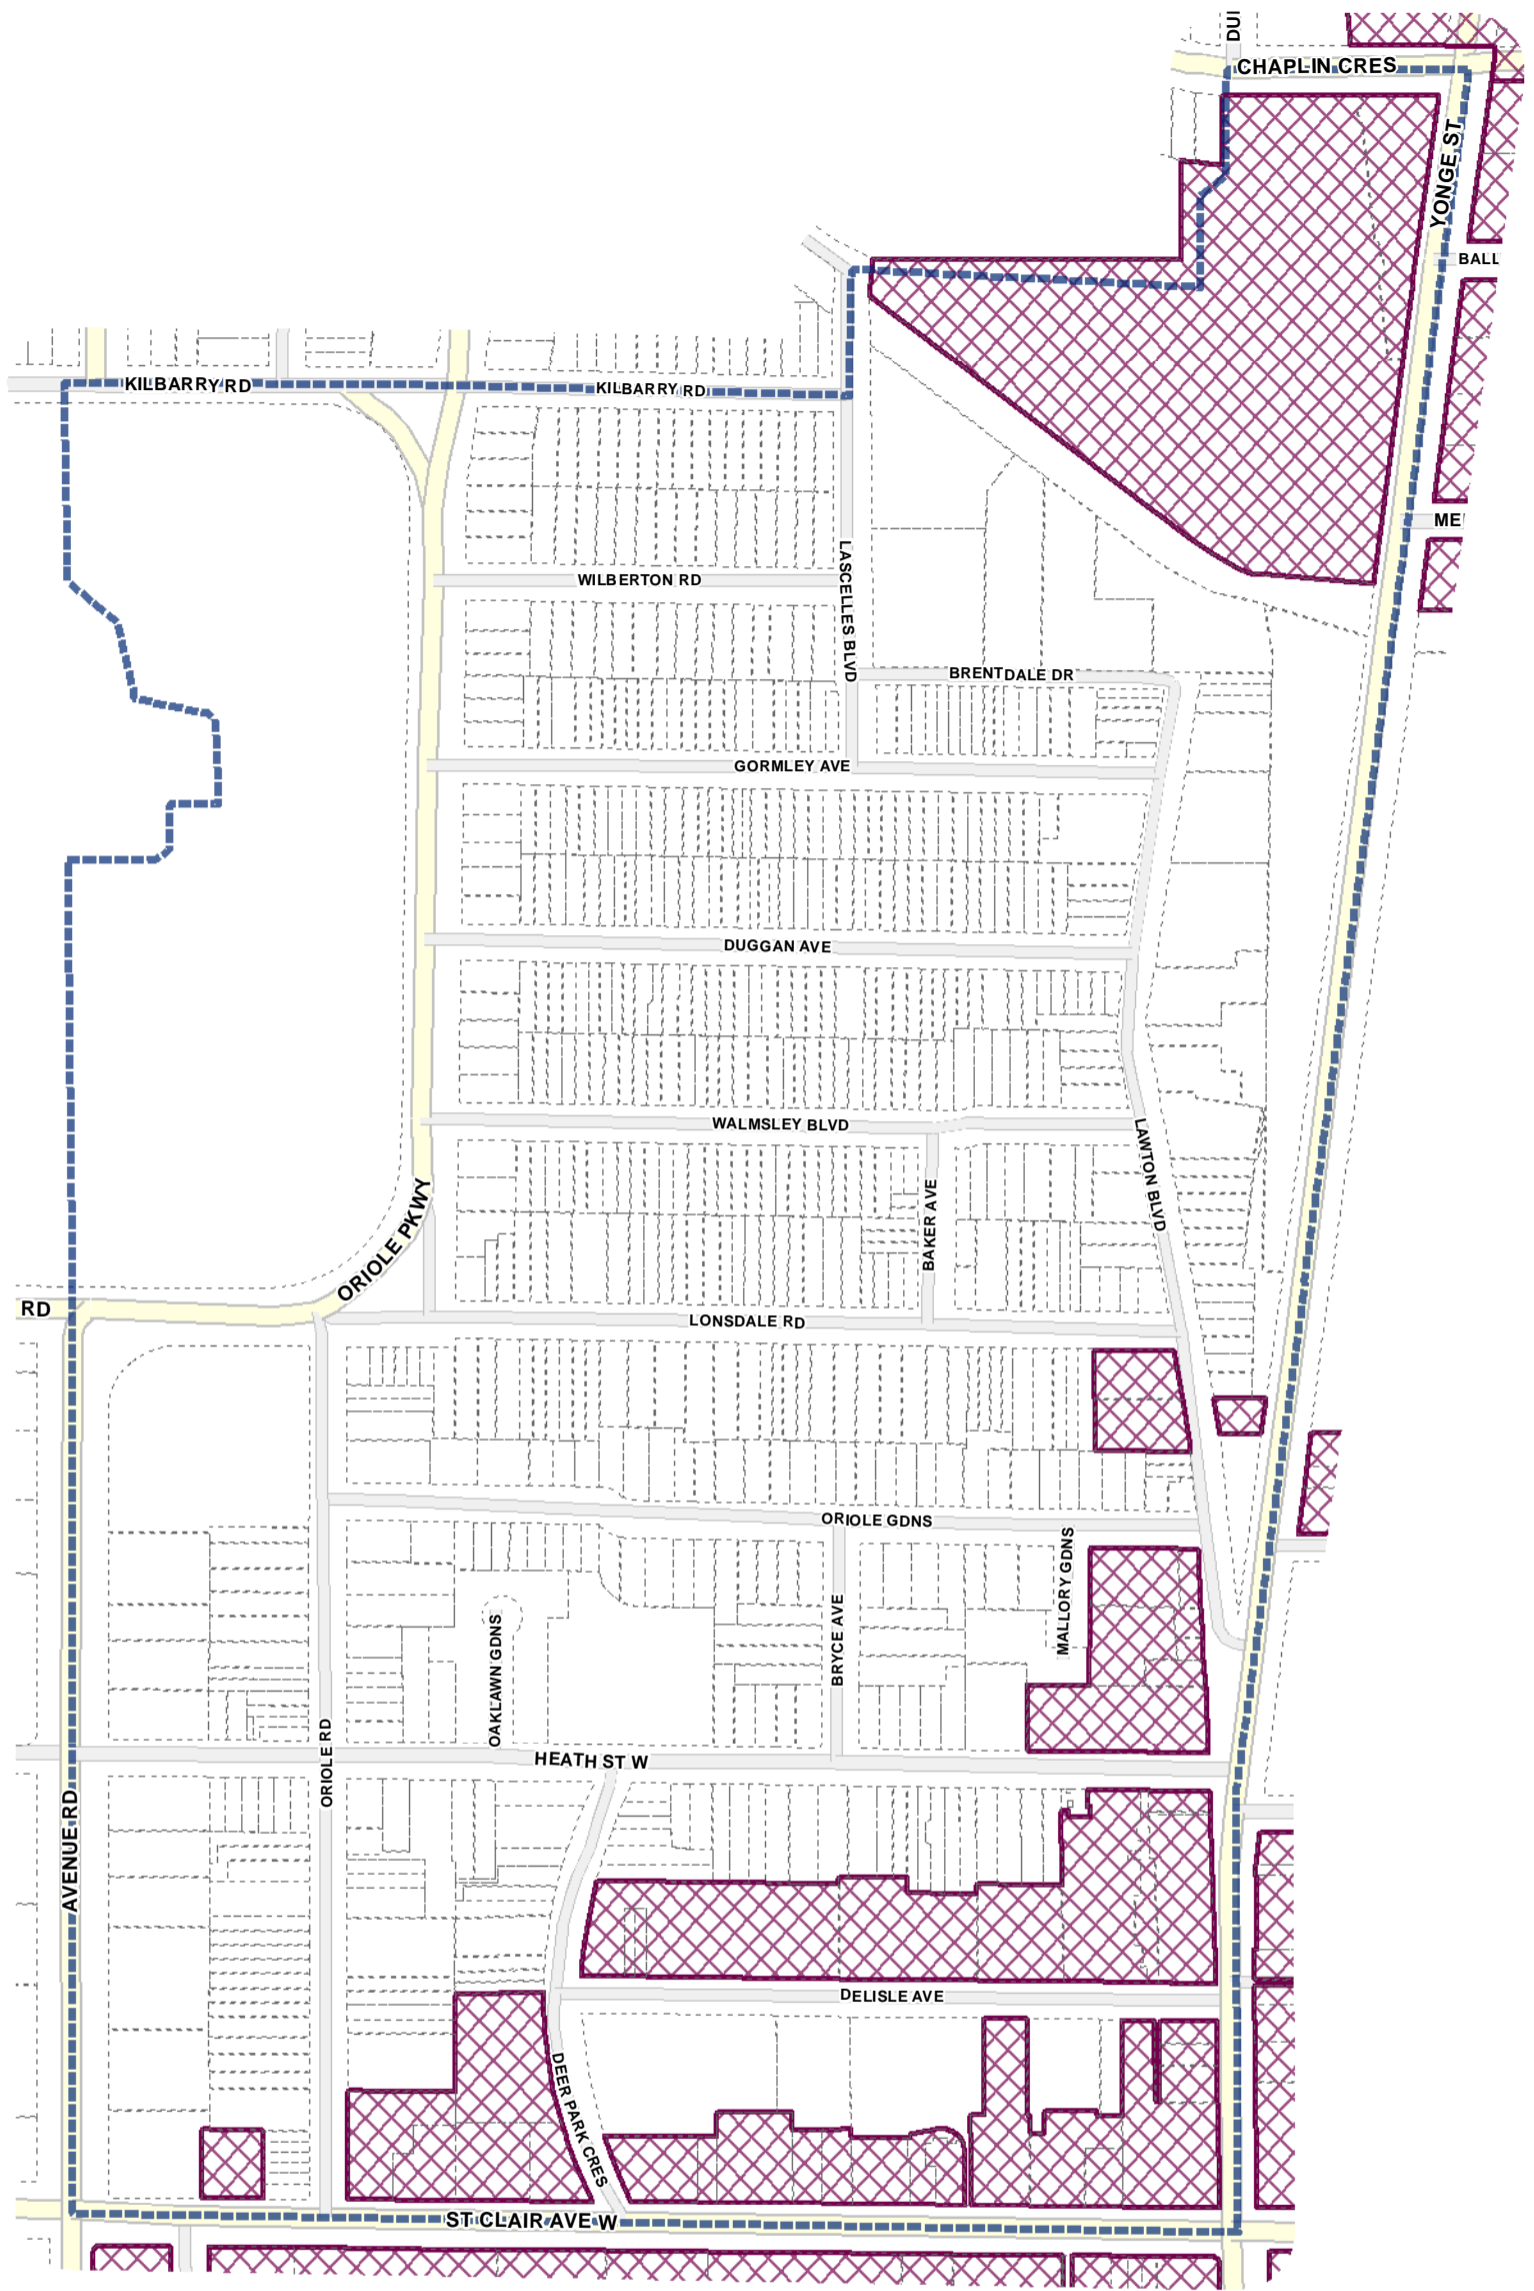 DUI
CHAPLIN CRES
YONGE ST
BALL
KILBARRY RD
KILBARRY RD
ME
LASCELLES BLVD
WILBERTON RD
BRENTDALE DR
GORMLEY AVE
DUGGAN AVE
WALMSLEY BLVD
LAWTON BLVD
BAKER AVE
ORIOLE PKWY
RD
LONSDALE RD
ORIOLE GDNS
MALLORY GDNS
BRYCE AVE
OAKLAWN GDNS
ORIOLE RD
HEATH ST W
AVENUE RD
DELISLE AVE
DEER PARK CRES
ST CLAIR AVE W